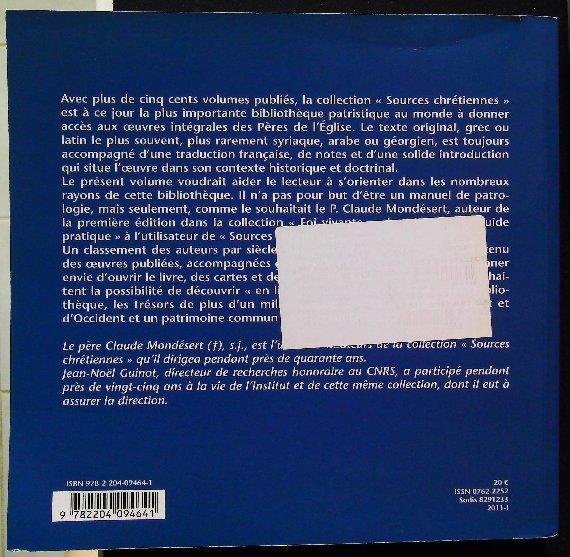 Avec plus de cinq cents volumes publiés, la collection « Sources chrétiennes »
est à ce jour la plus importante bibliothèque patristique au monde à donner
accès aux œuvres intégrales des Pères de l'Église. Le texte original, grec ou
latin le plus souvent, plus rarement syriaque, arabe ou géorgien, est toujours
accompagné d'une traduction française, de notes et d'une solide introduction
qui situe l'œuvre dans son contexte historique et doctrinal.
Le présent volume voudrait aider le lecteur à s'orienter dans les nombreux
rayons de cette bibliothèque. Il n'a pas pour but d'être un manuel de patro-
logie, mais seulement, comme le souhaitait le P. Claude Mondésert, auteur de
la première édition dans la collection « Foi vivante
pratique » à l'utilisateur de « Sources
Un classement des auteurs par siècle
des œuvres publiées, accompagnées
envie d'ouvrir le livre, des cartes et
tent la possibilité de découvrir « en
thèque, les trésors de plus d'un et
d'Occident et un patrimoine commun
Le père Claude Mondésert (†), s.j., est de la collection « Sources
chrétiennes » qu'il dirigea pendant près de quarante ans.
Jean-Noël Guinot, directeur de recherches honoraire au CNRS, a participé pendant
près de vingt-cinq ans à la vie de l'Institut et de cette même collection, dont il eut à
assurer la direction.
ISBN 978-2-204-09464-1
9 782204 094641
20 €
ISSN 0762-2252
Sodis 8291233
2011-I